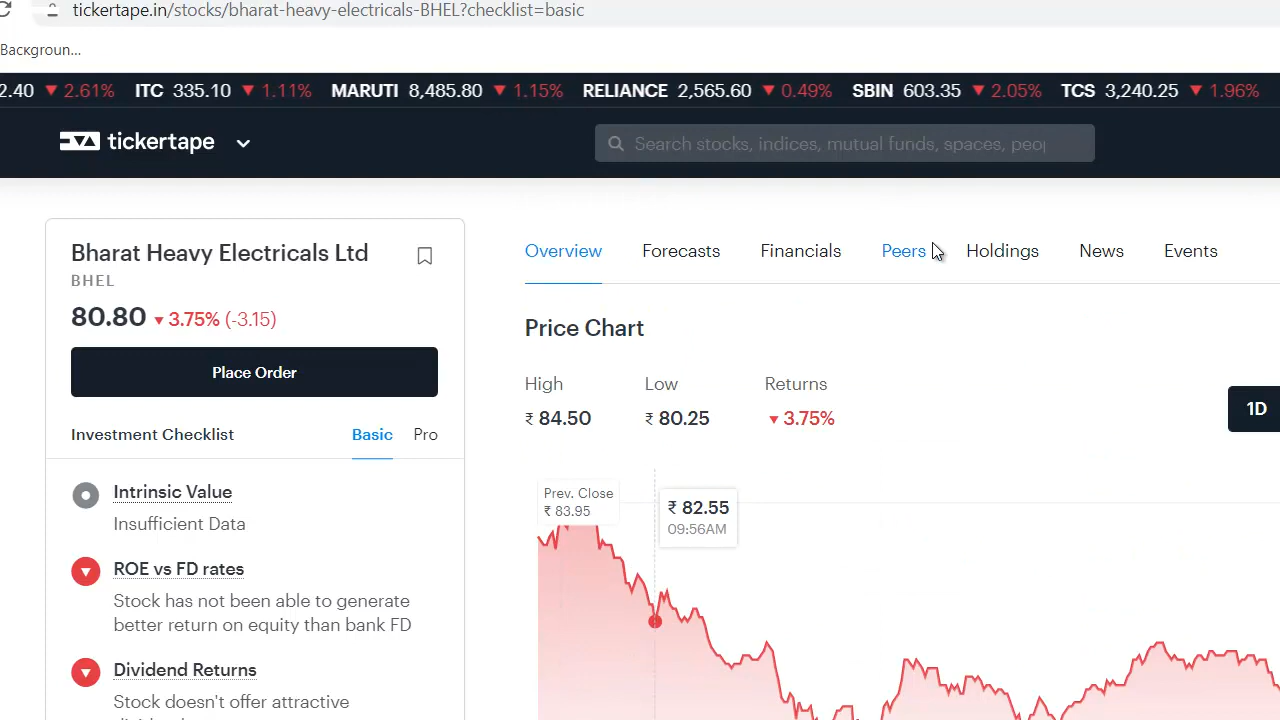 tickertape.in/stocks/bharat-heavy-electricals-BHEL?checklist=basic
Backgroun...
2.40 ▼ 2.61% ITC 335.10 ▼ 1.11% MARUTI 8,485.80 ▼ 1.15% RELIANCE 2,565.60 ▼ 0.49% SBIN 603.35 ▼ 2.05% TCS 3,240.25 ▼ 1.96%
tickertape
Search stocks, indices, mutual funds, spaces, peo
Bharat Heavy Electricals Ltd
BHEL
80.80 ▼ 3.75% (-3.15)
Place Order
Investment Checklist Basic Pro
Intrinsic Value
Insufficient Data
ROE vs FD rates
Stock has not been able to generate
better return on equity than bank FD
Dividend Returns
Stock doesn't offer attractive
Overview Forecasts Financials Peers Holdings News Events
Price Chart
High Low Returns
₹ 84.50 ₹ 80.25 ▼ 3.75%
1D
Prev. Close
₹ 83.95
₹ 82.55
09:56AM